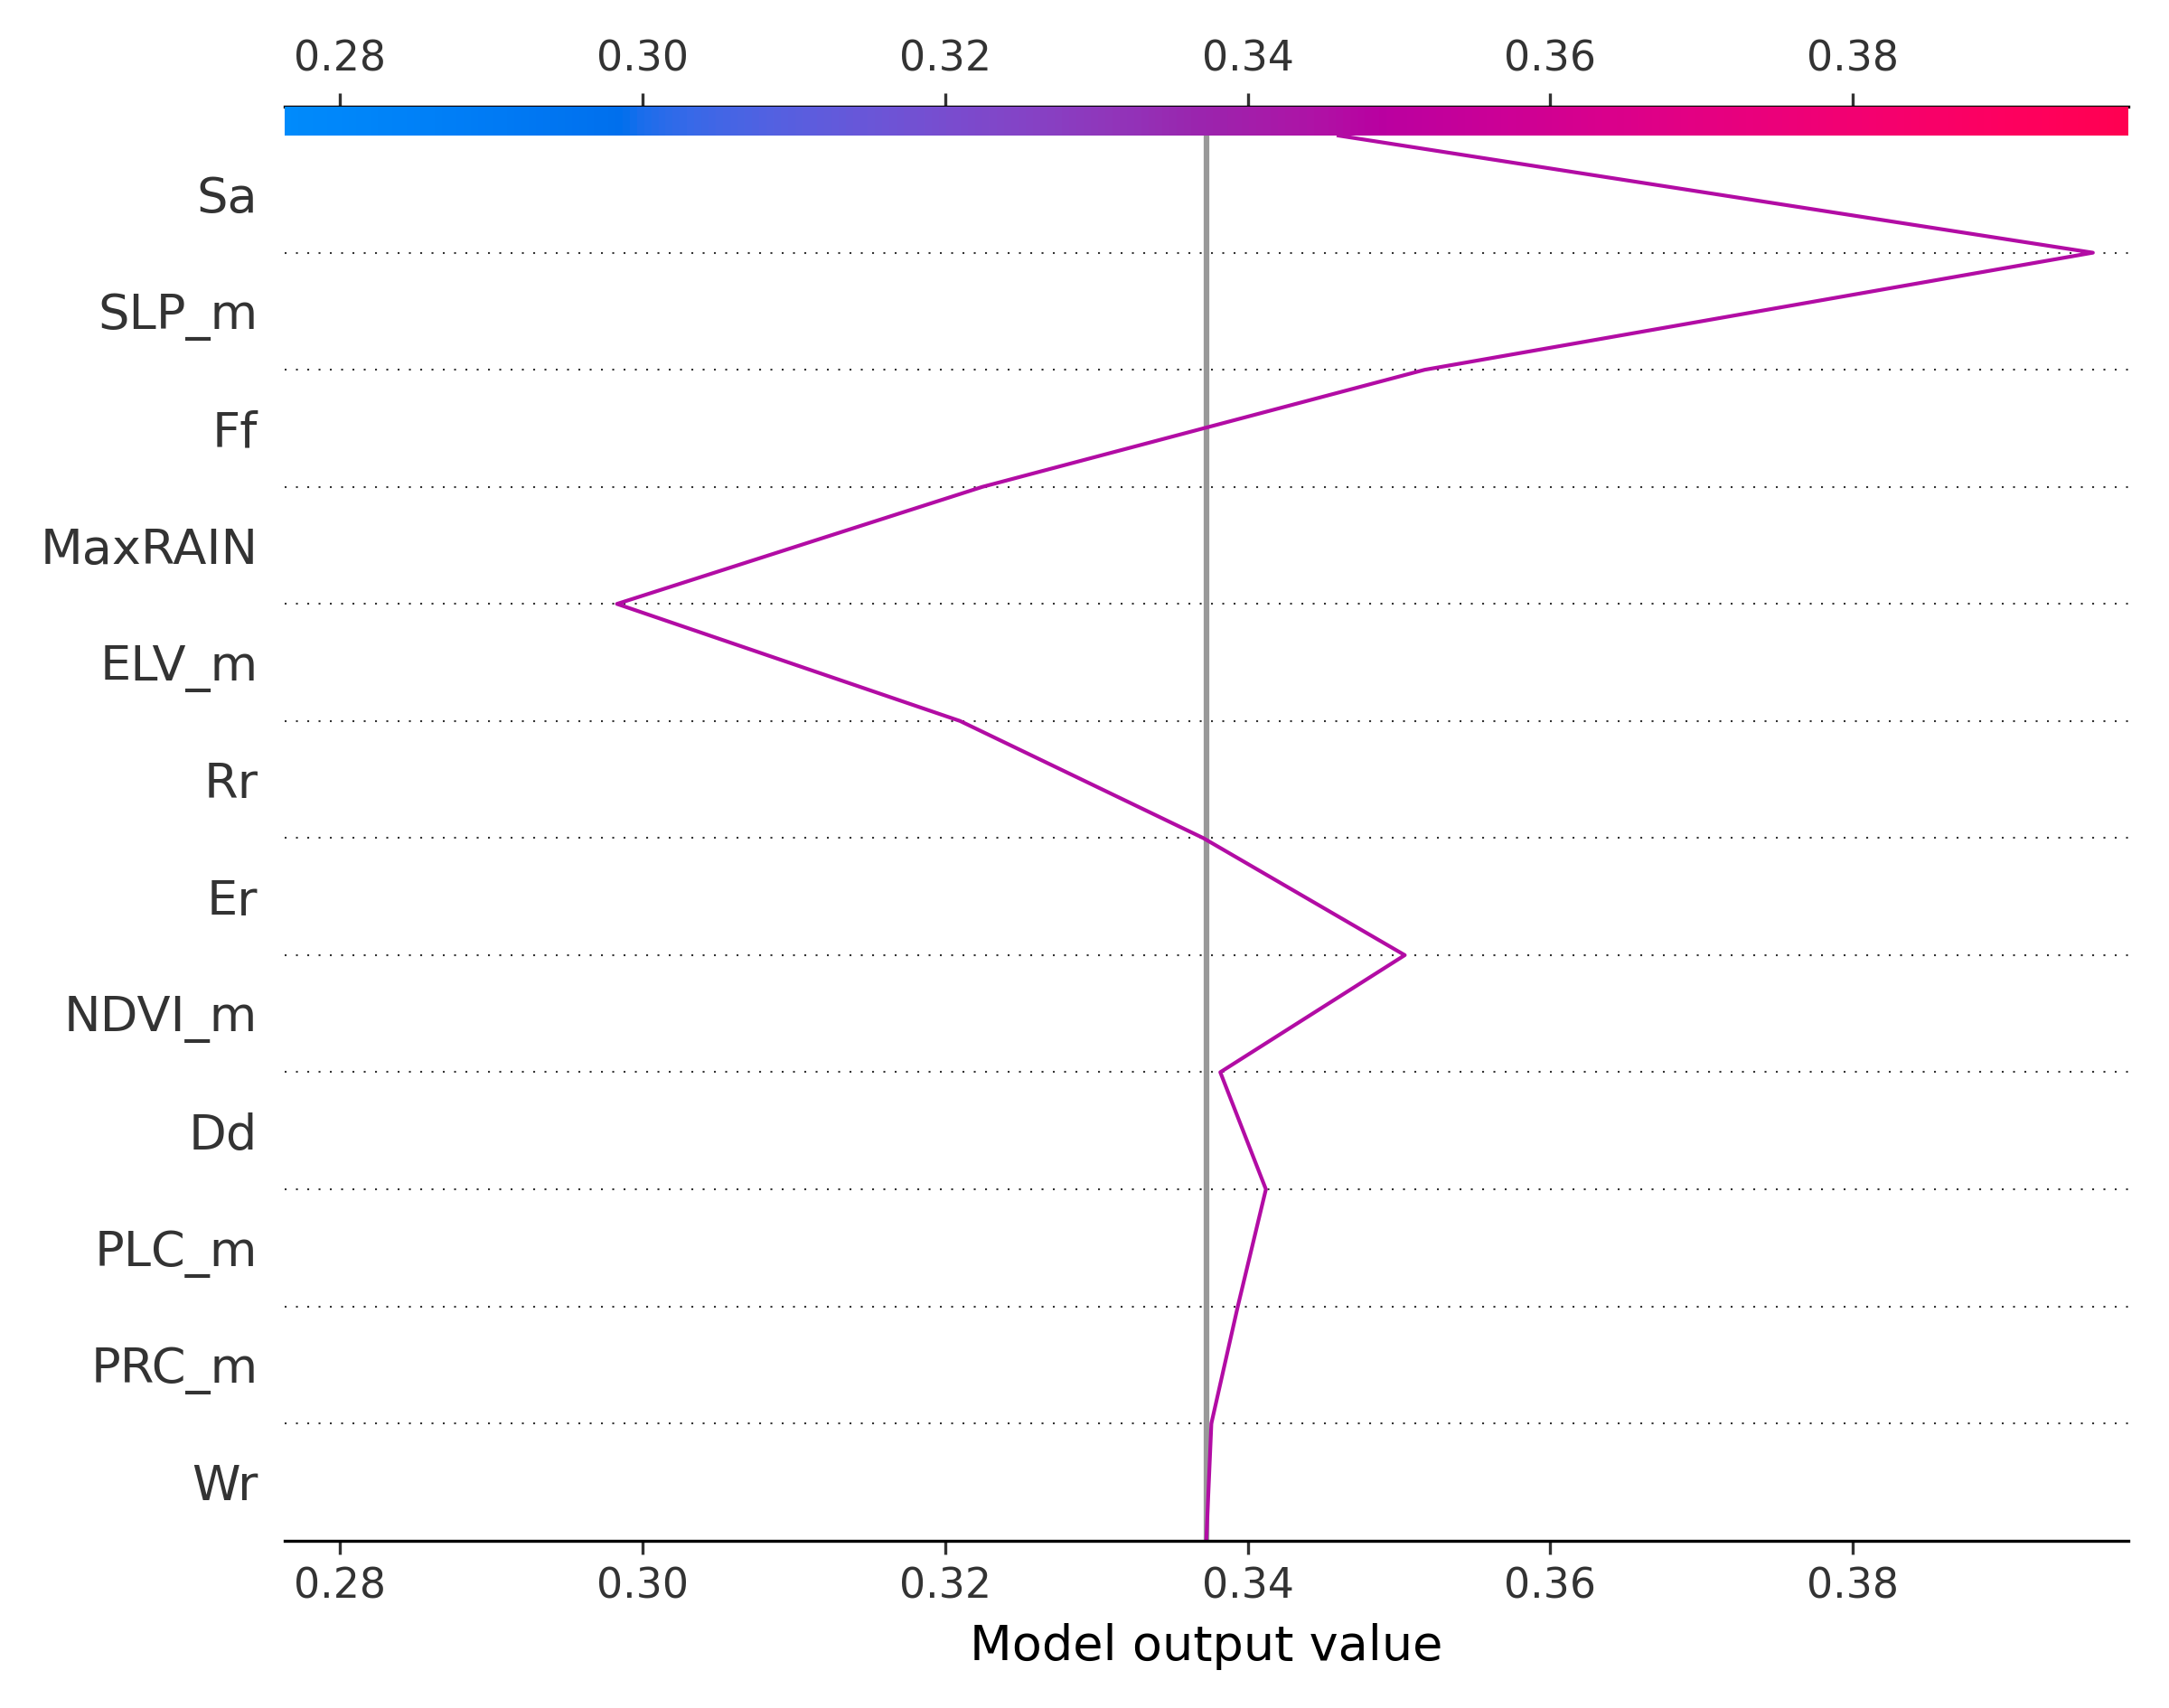 0.28 0.30 0.32 0.34 0.36 0.38
Sa
SLP_m
Ff
MaxRAIN
ELV_m
Rr
Er
NDVI_m
Dd
PLC_m
PRC_m
Wr
0.28 0.30 0.32 0.34 0.36 0.38
Model output value